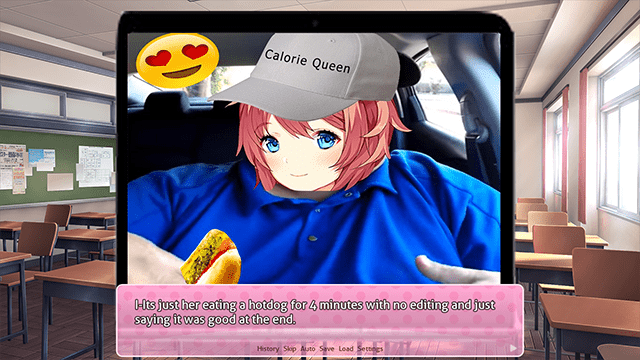 Calorie Queen
I-Its just her eating a hotdog for 4 minutes with no editing and just
saying it was good at the end.
History Skip Auto Save Load Settings